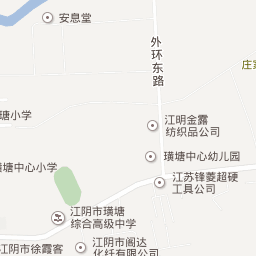 安息堂
外环东路
庄家
塘小学
江明金露
纺织品公司
璜塘中心幼儿园
塘中心小学
江苏锋菱超硬
工具公司
江阴市璜塘
综合高级中学
江阴市徐霞客
江阴市阁达
化纤有限公司